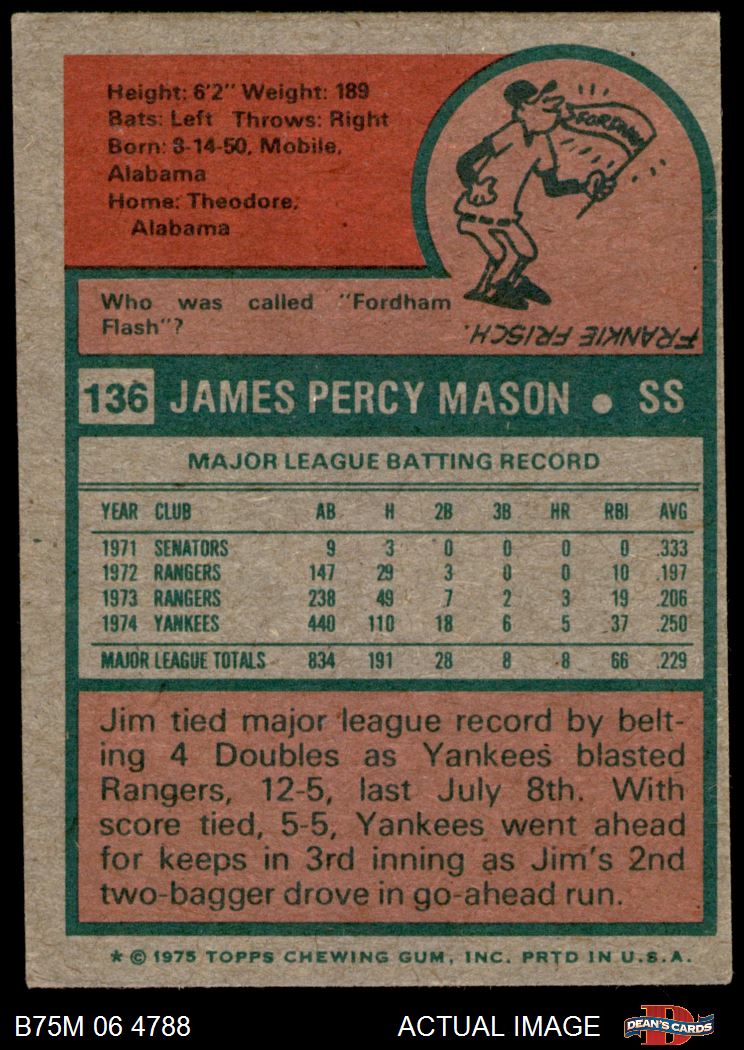 Height: 6'2" Weight: 189
Bats: Left Throws: Right
Born: 8-14-50, Mobile,
Alabama
Home: Theodore,
Alabama
FORDHAM
Who was called "Fordham
Flash"?
FRANKIE FRISCH.
136 JAMES PERCY MASON • SS
MAJOR LEAGUE BATTING RECORD
YEAR CLUB AB H 2B 3B HR RBI AVG
1971 SENATORS 9 3 0 0 0 0 .333
1972 RANGERS 147 29 3 0 0 10 .197
1973 RANGERS 238 49 7 2 3 19 .206
1974 YANKEES 440 110 18 6 5 37 .250
MAJOR LEAGUE TOTALS 834 191 28 8 8 66 .229
Jim tied major league record by belt-
ing 4 Doubles as Yankees blasted
Rangers, 12-5, last July 8th. With
score tied, 5-5, Yankees went ahead
for keeps in 3rd inning as Jim's 2nd
two-bagger drove in go-ahead run.
* © 1975 TOPPS CHEWING GUM, INC. PRTD IN U.S.A.
B75M 06 4788 ACTUAL IMAGE D DEAN'S CARDS